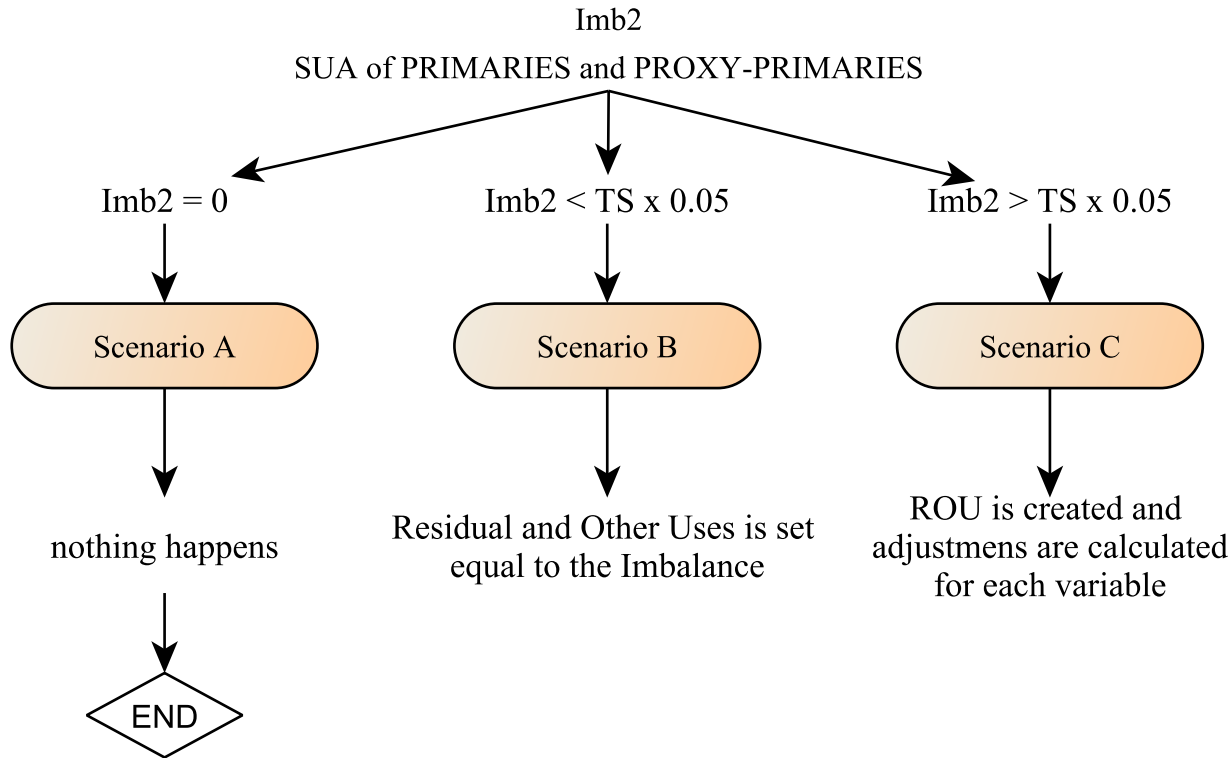 Imb2
SUA of PRIMARIES and PROXY-PRIMARIES
Imb2 = 0
Imb2 < TS x 0.05
Imb2 > TS x 0.05
Scenario A
Scenario B
Scenario C
nothing happens
Residual and Other Uses is set
equal to the Imbalance
ROU is created and
adjustmens are calculated
for each variable
END